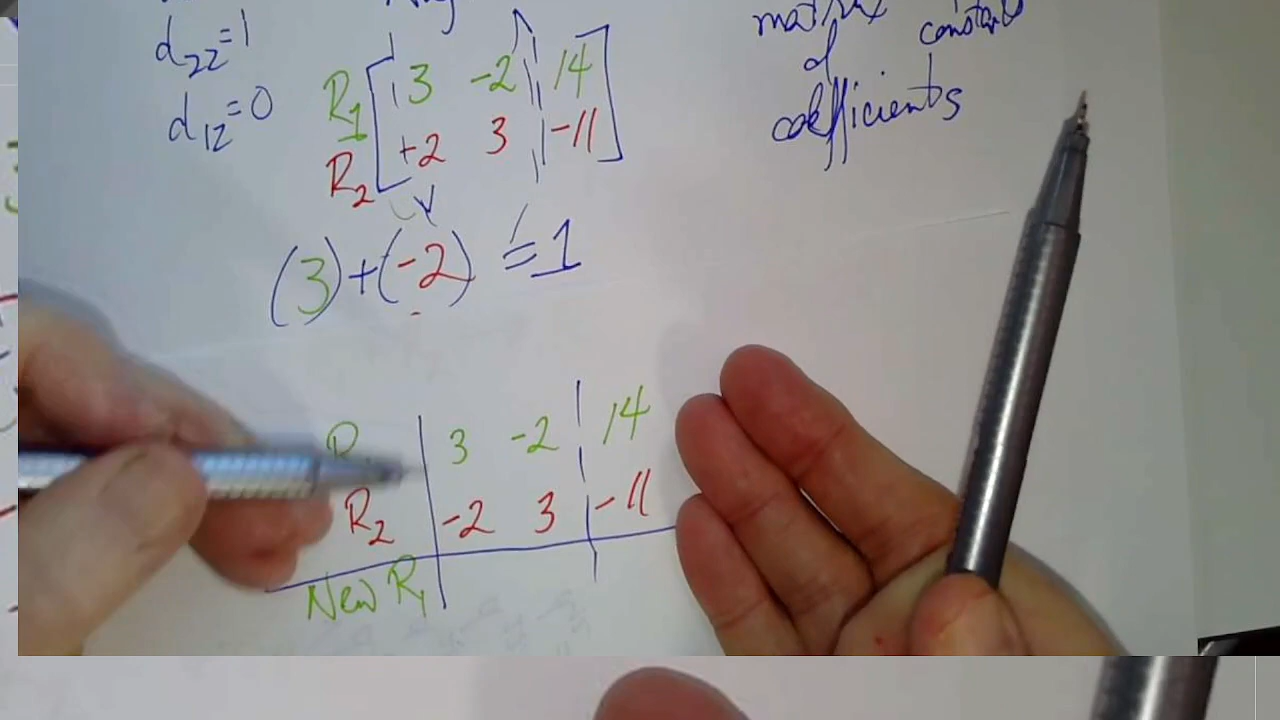 d22=1
d12=0
matrix
of
coefficients
constants
R1 3 -2 14
R2 +2 3 -11
(3)+(-2) =1
R 3 -2 14
R2 -2 3 -11
New R1